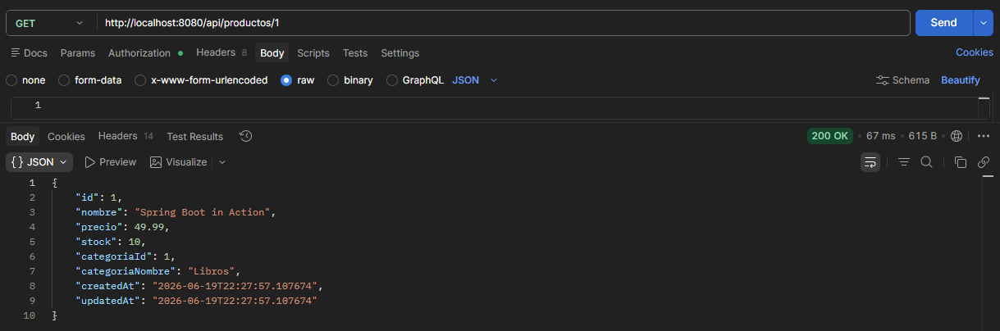 GET http://localhost:8080/api/productos/1 Send
Docs Params Authorization Headers 8 Body Scripts Tests Settings Cookies
none form-data x-www-form-urlencoded raw binary GraphQL JSON Schema Beautify
1
Body Cookies Headers 14 Test Results 200 OK • 67 ms • 615 B
{} JSON Preview Visualize
1 {
2 "id": 1,
3 "nombre": "Spring Boot in Action",
4 "precio": 49.99,
5 "stock": 10,
6 "categoriaId": 1,
7 "categoriaNombre": "Libros",
8 "createdAt": "2026-06-19T22:27:57.107674",
9 "updatedAt": "2026-06-19T22:27:57.107674"
10 }